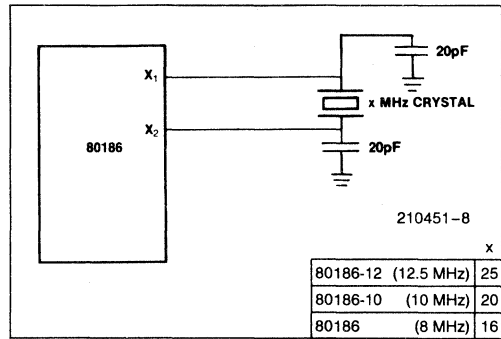 20pF
X1
x MHz CRYSTAL
X2
80186
20pF
210451-8
x
80186-12 (12.5 MHz) 25
80186-10 (10 MHz) 20
80186 (8 MHz) 16